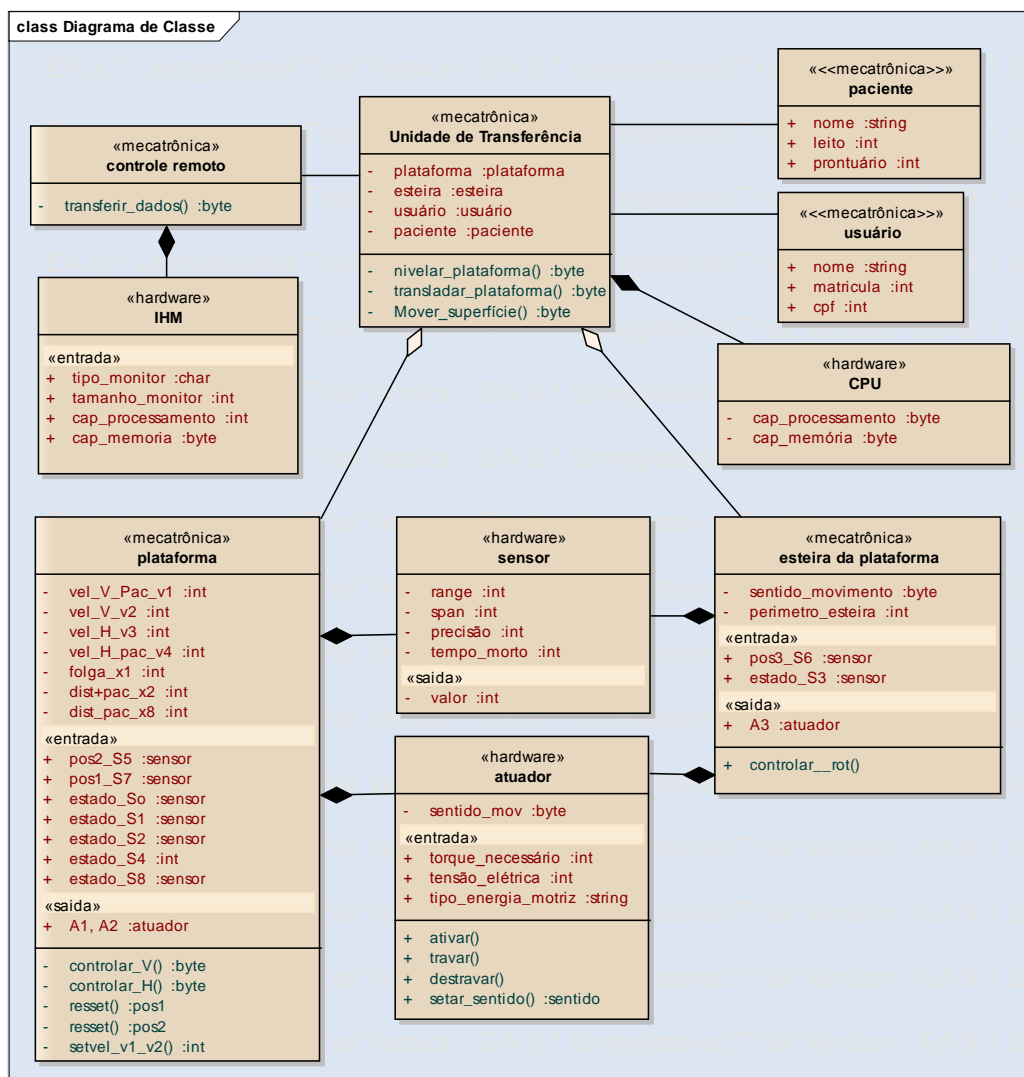 class Diagrama de Classe
«mecatrônica»
controle remoto
- transferir_dados() :byte
«mecatrônica»
Unidade de Transferência
- plataforma :plataforma
- esteira :esteira
- usuário :usuário
- paciente :paciente
- nivelar_plataforma() :byte
- transladar_plataforma() :byte
- Mover_superfície() :byte
«<mecatrônica>>»
paciente
+ nome :string
+ leito :int
+ prontuário :int
«<mecatrônica>>»
usuário
+ nome :string
+ matricula :int
+ cpf :int
«hardware»
IHM
«entrada»
+ tipo_monitor :char
+ tamanho_monitor :int
+ cap_processamento :int
+ cap_memoria :byte
«hardware»
CPU
- cap_processamento :byte
- cap_memória :byte
«mecatrônica»
plataforma
- vel_V_Pac_v1 :int
- vel_V_v2 :int
- vel_H_v3 :int
- vel_H_pac_v4 :int
- folga_x1 :int
- dist+pac_x2 :int
- dist_pac_x8 :int
«entrada»
+ pos2_S5 :sensor
+ pos1_S7 :sensor
+ estado_So :sensor
+ estado_S1 :sensor
+ estado_S2 :sensor
+ estado_S4 :int
+ estado_S8 :sensor
«saida»
+ A1, A2 :atuador
- controlar_V() :byte
- controlar_H() :byte
- resset() :pos1
- resset() :pos2
- setvel_v1_v2() :int
«hardware»
sensor
- range :int
- span :int
- precisão :int
- tempo_morto :int
«saida»
- valor :int
«hardware»
atuador
- sentido_mov :byte
«entrada»
+ torque_necessário :int
+ tensão_elétrica :int
+ tipo_energia_motriz :string
+ ativar()
+ travar()
+ destravar()
+ setar_sentido() :sentido
«mecatrônica»
esteira da plataforma
- sentido_movimento :byte
- perimetro_esteira :int
«entrada»
+ pos3_S6 :sensor
+ estado_S3 :sensor
«saida»
+ A3 :atuador
+ controlar__rot()